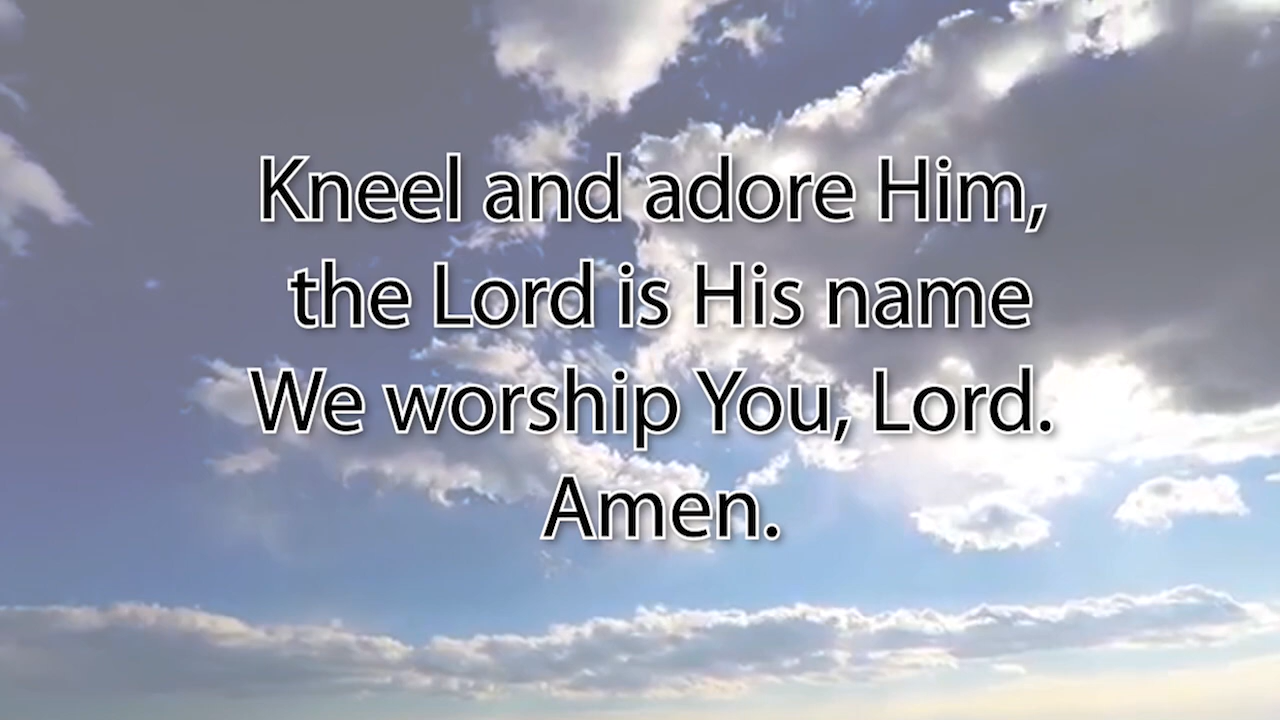 Kneel and adore Him,
the Lord is His name
We worship You, Lord.
Amen.